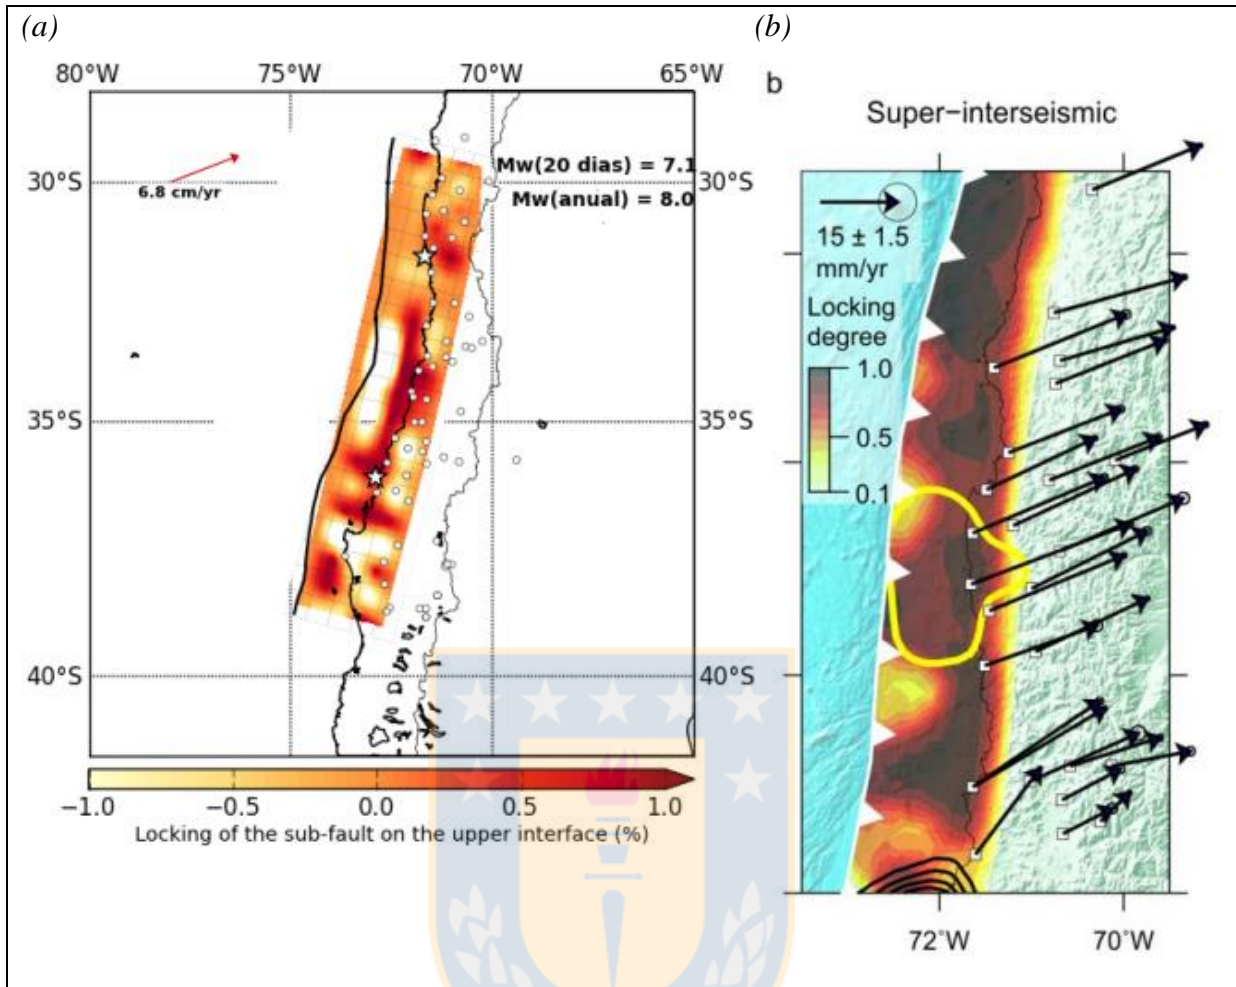 (a)
80°W 75°W 70°W 65°W
6.8 cm/yr
Mw(20 dias) = 7.1
Mw(anual) = 8.0
30°S 30°S
35°S 35°S
40°S 40°S
−1.0 −0.5 0.0 0.5 1.0
Locking of the sub-fault on the upper interface (%)
(b)
b
Super−interseismic
15 ± 1.5
mm/yr
Locking
degree
1.0
0.5
0.1
72°W 70°W